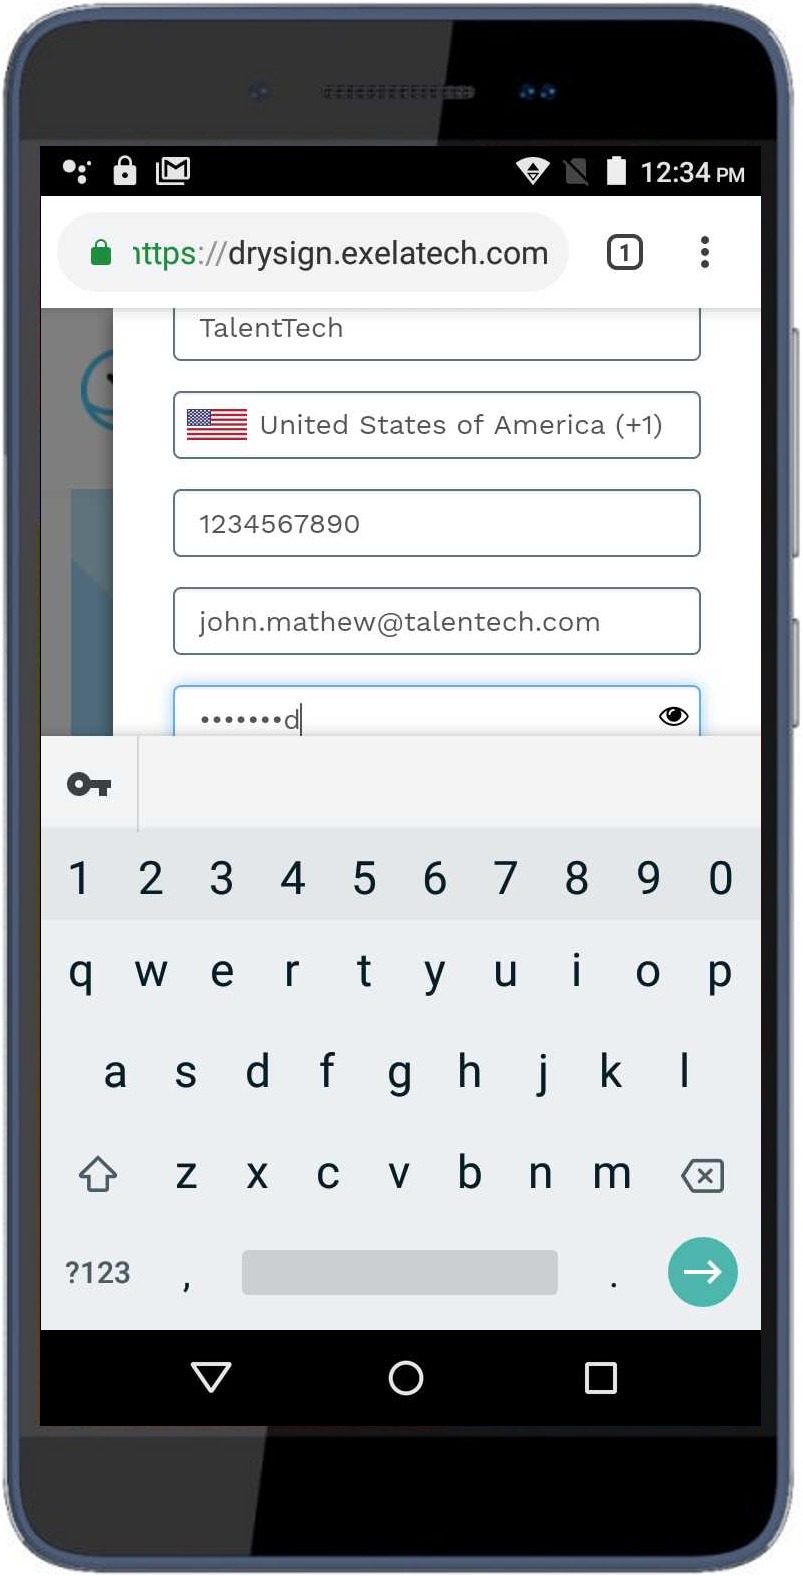 12:34 PM
https://drysign.exelatech.com
1
TalentTech
United States of America (+1)
1234567890
john.mathew@talentech.com
•••••••d
1 2 3 4 5 6 7 8 9 0
q w e r t y u i o p
a s d f g h j k l
z x c v b n m
?123 , .